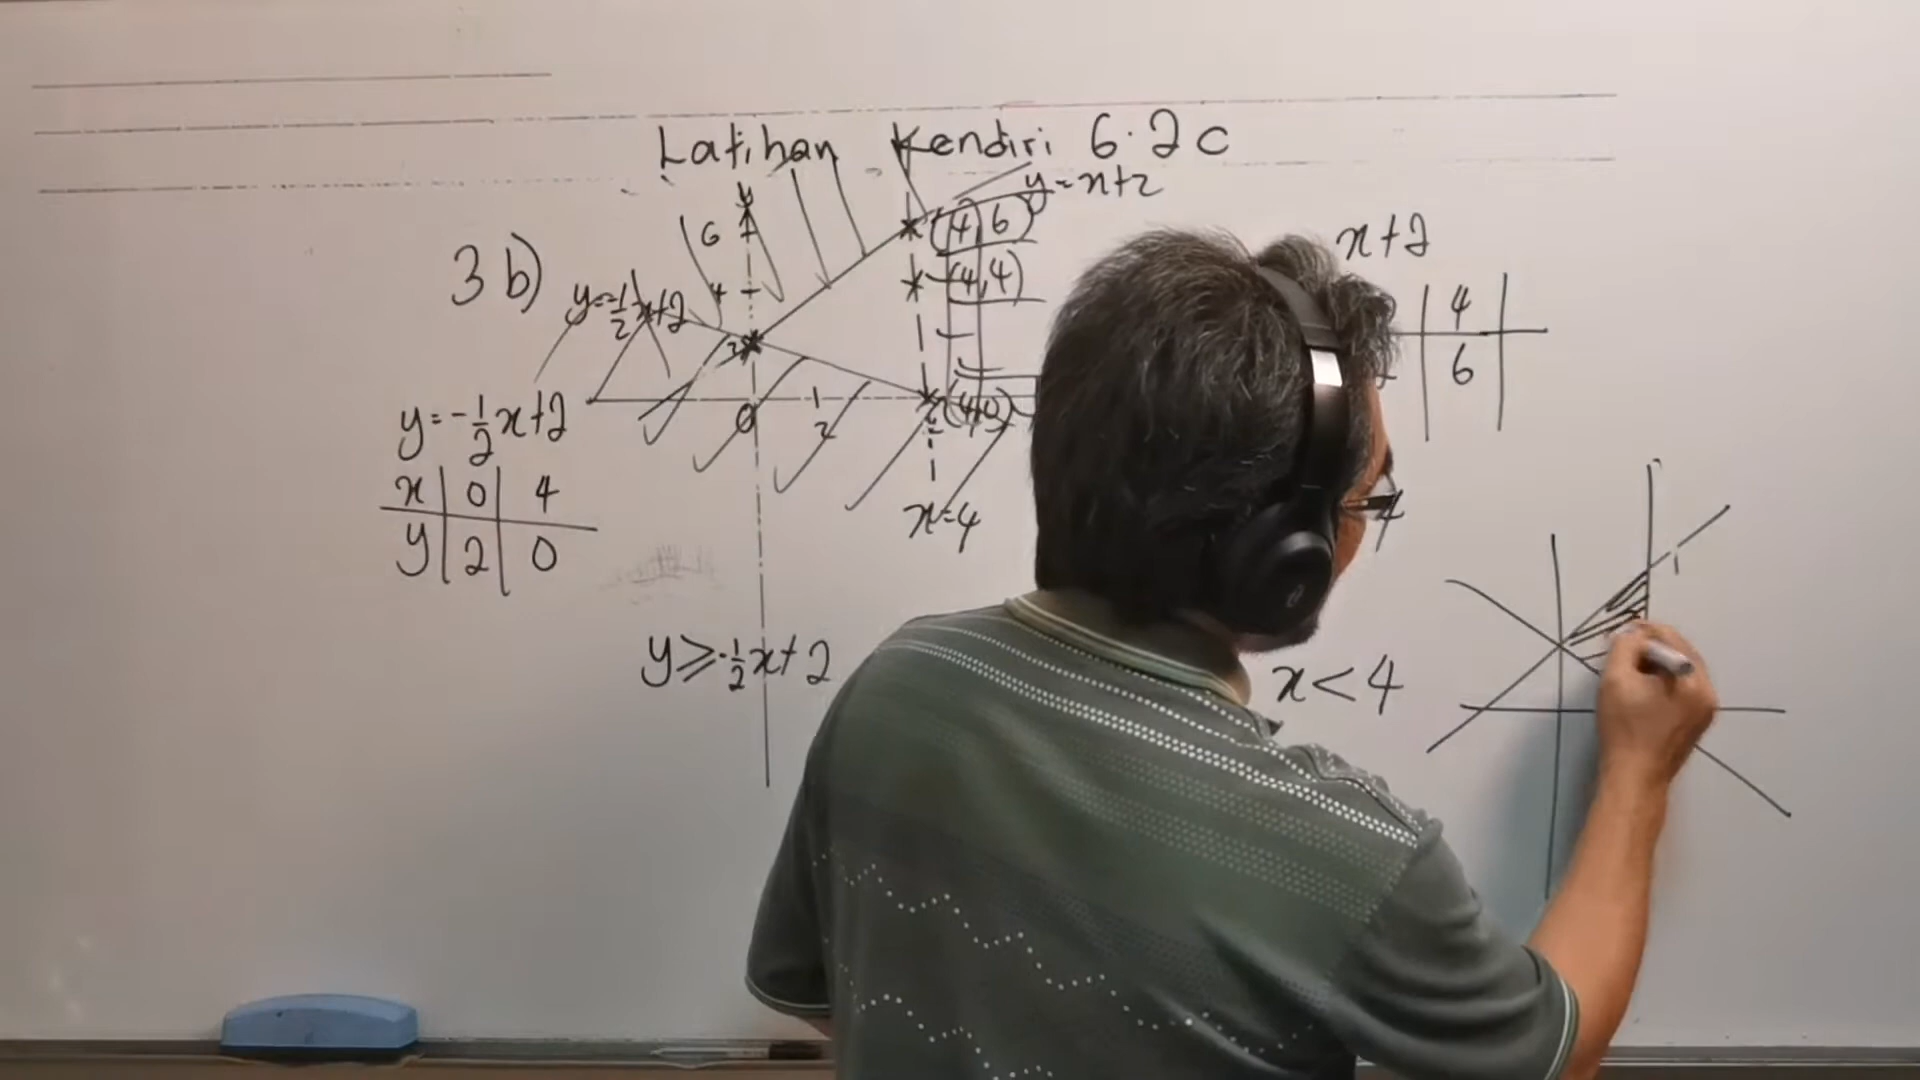 Latihan Kendiri 6.2c
y=x+2
3b)
6
(4,6)
x+2
4
(4,4)
y=-1/2x+2
2
4
6
0
2
(4,0)
y=-1/2x+2
x 0 4
y 2 0
x=4
4
y≥-1/2x+2
x<4